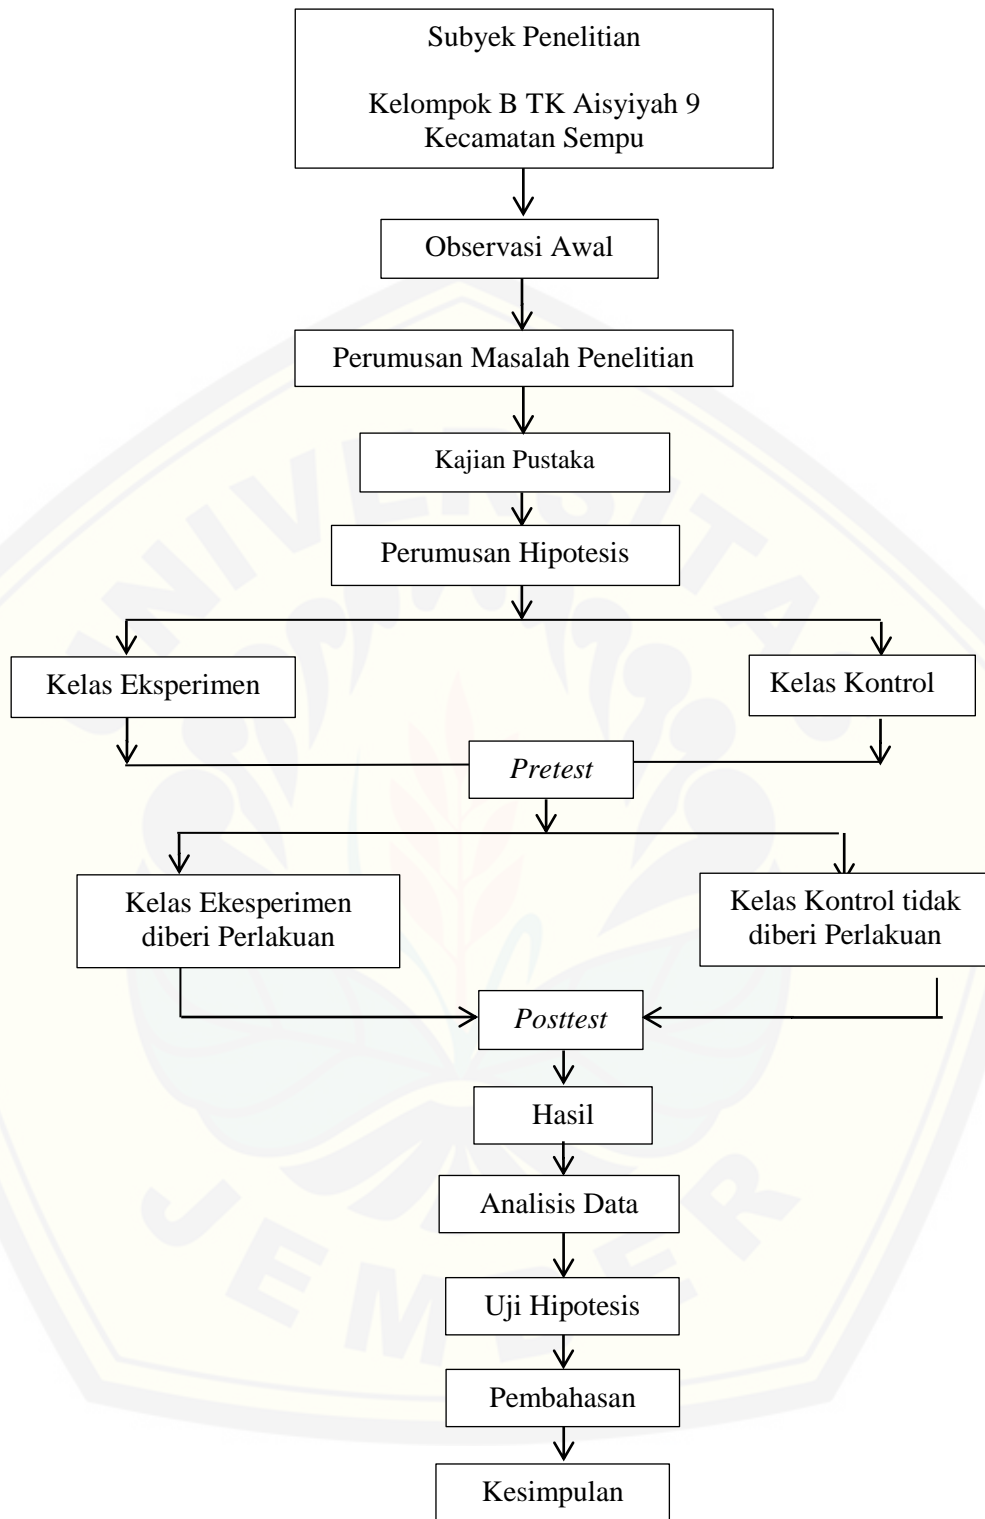 Subyek Penelitian
Kelompok B TK Aisyiyah 9
Kecamatan Sempu
Observasi Awal
Perumusan Masalah Penelitian
Kajian Pustaka
Perumusan Hipotesis
Kelas Eksperimen
Kelas Kontrol
Pretest
Kelas Ekesperimen
diberi Perlakuan
Kelas Kontrol tidak
diberi Perlakuan
Posttest
Hasil
Analisis Data
Uji Hipotesis
Pembahasan
Kesimpulan
UNIVERSITAS
JEMBER